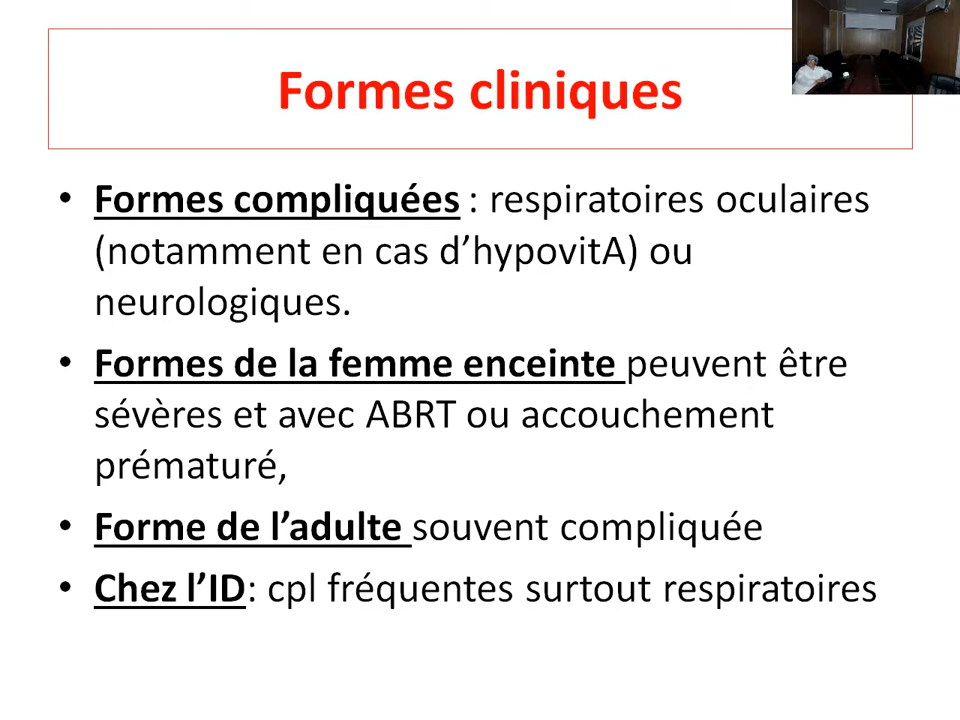 Formes cliniques
• Formes compliquées : respiratoires oculaires
(notamment en cas d’hypovitA) ou
neurologiques.
• Formes de la femme enceinte peuvent être
sévères et avec ABRT ou accouchement
prématuré,
• Forme de l’adulte souvent compliquée
• Chez l’ID: cpl fréquentes surtout respiratoires